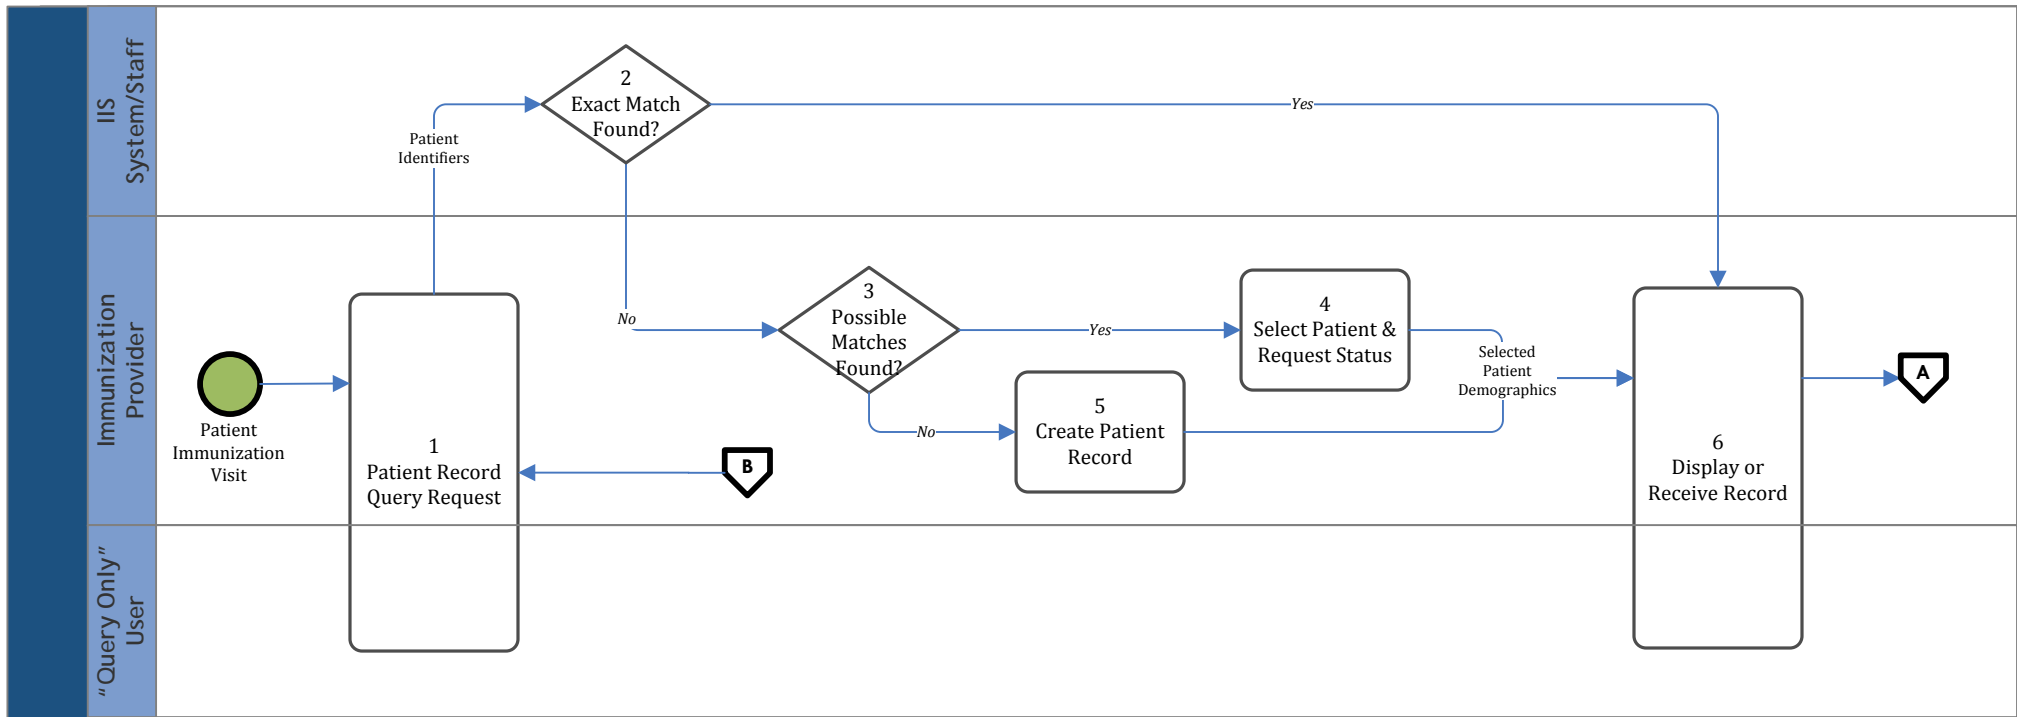 IIS
System/Staff
2
Exact Match
Found?
Yes
Patient
Identifiers
Immunization
Provider
No
3
Possible
Matches
Found?
Yes
4
Select Patient &
Request Status
Selected
Patient
Demographics
A
Patient
Immunization
Visit
1
Patient Record
Query Request
B
No
5
Create Patient
Record
6
Display or
Receive Record
“Query Only”
User